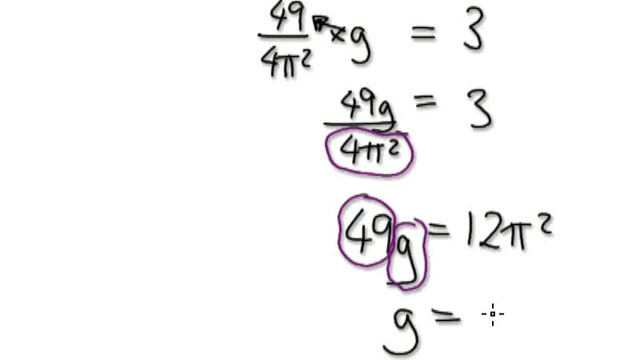 49/4π² × g = 3
49g/4π² = 3
49g = 12π²
g =